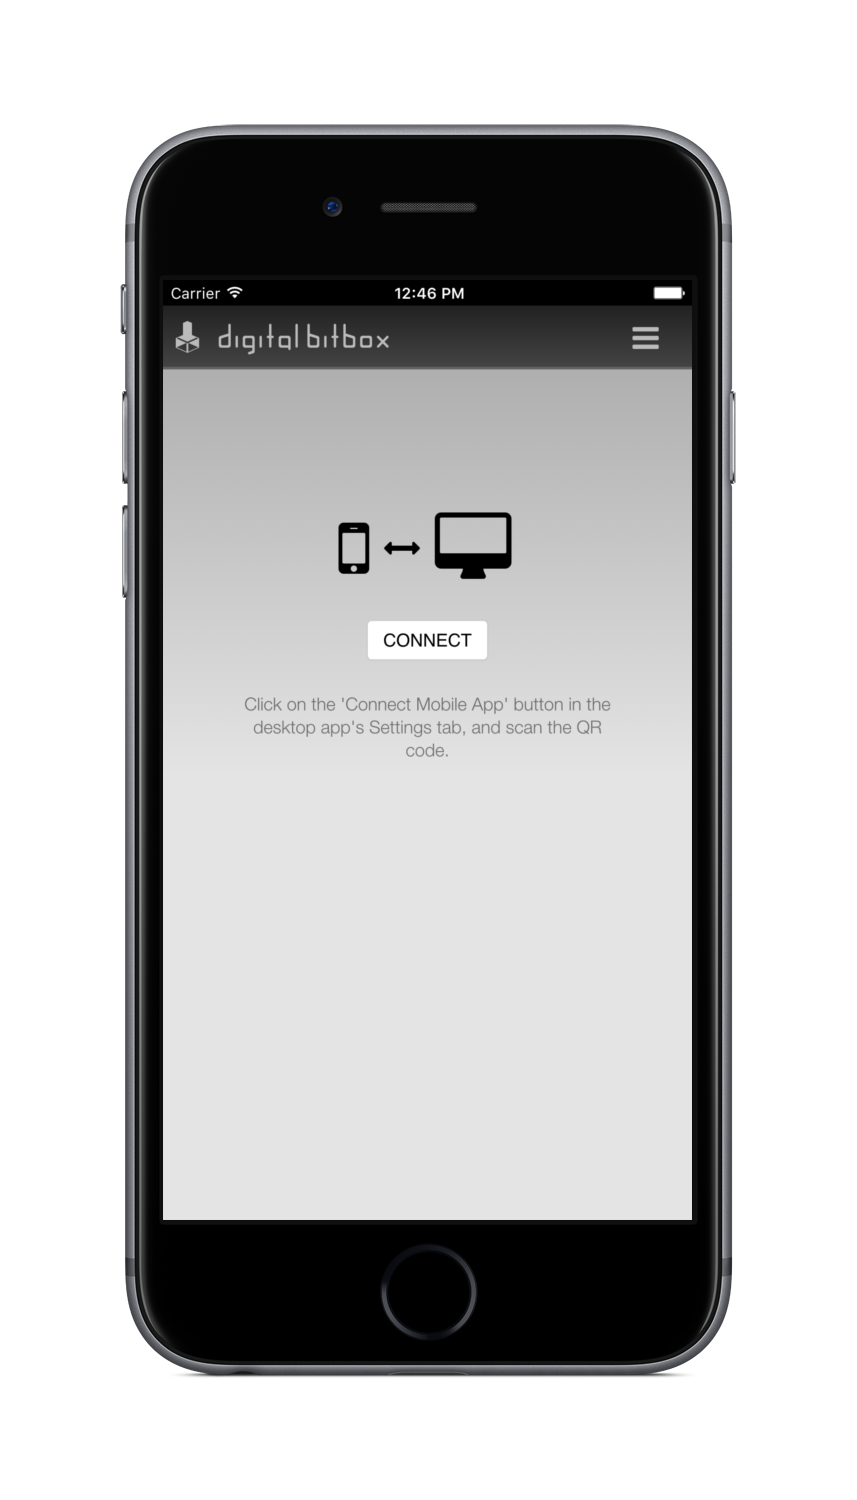 Carrier
12:46 PM
digital bitbox
CONNECT
Click on the 'Connect Mobile App' button in the
desktop app's Settings tab, and scan the QR
code.